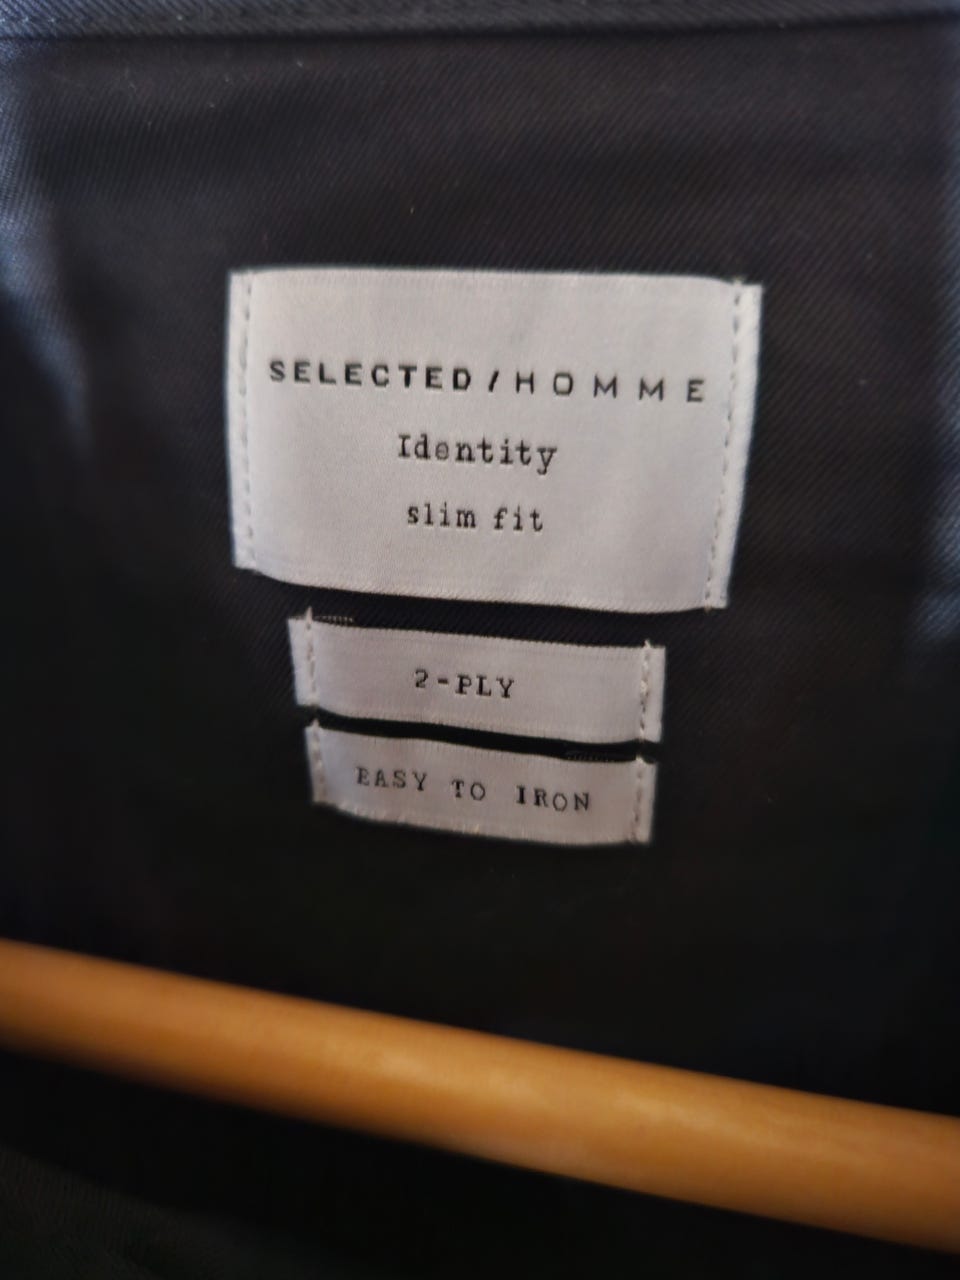 SELECTED/HOMME
Identity
slim fit
2-PLY
EASY TO IRON